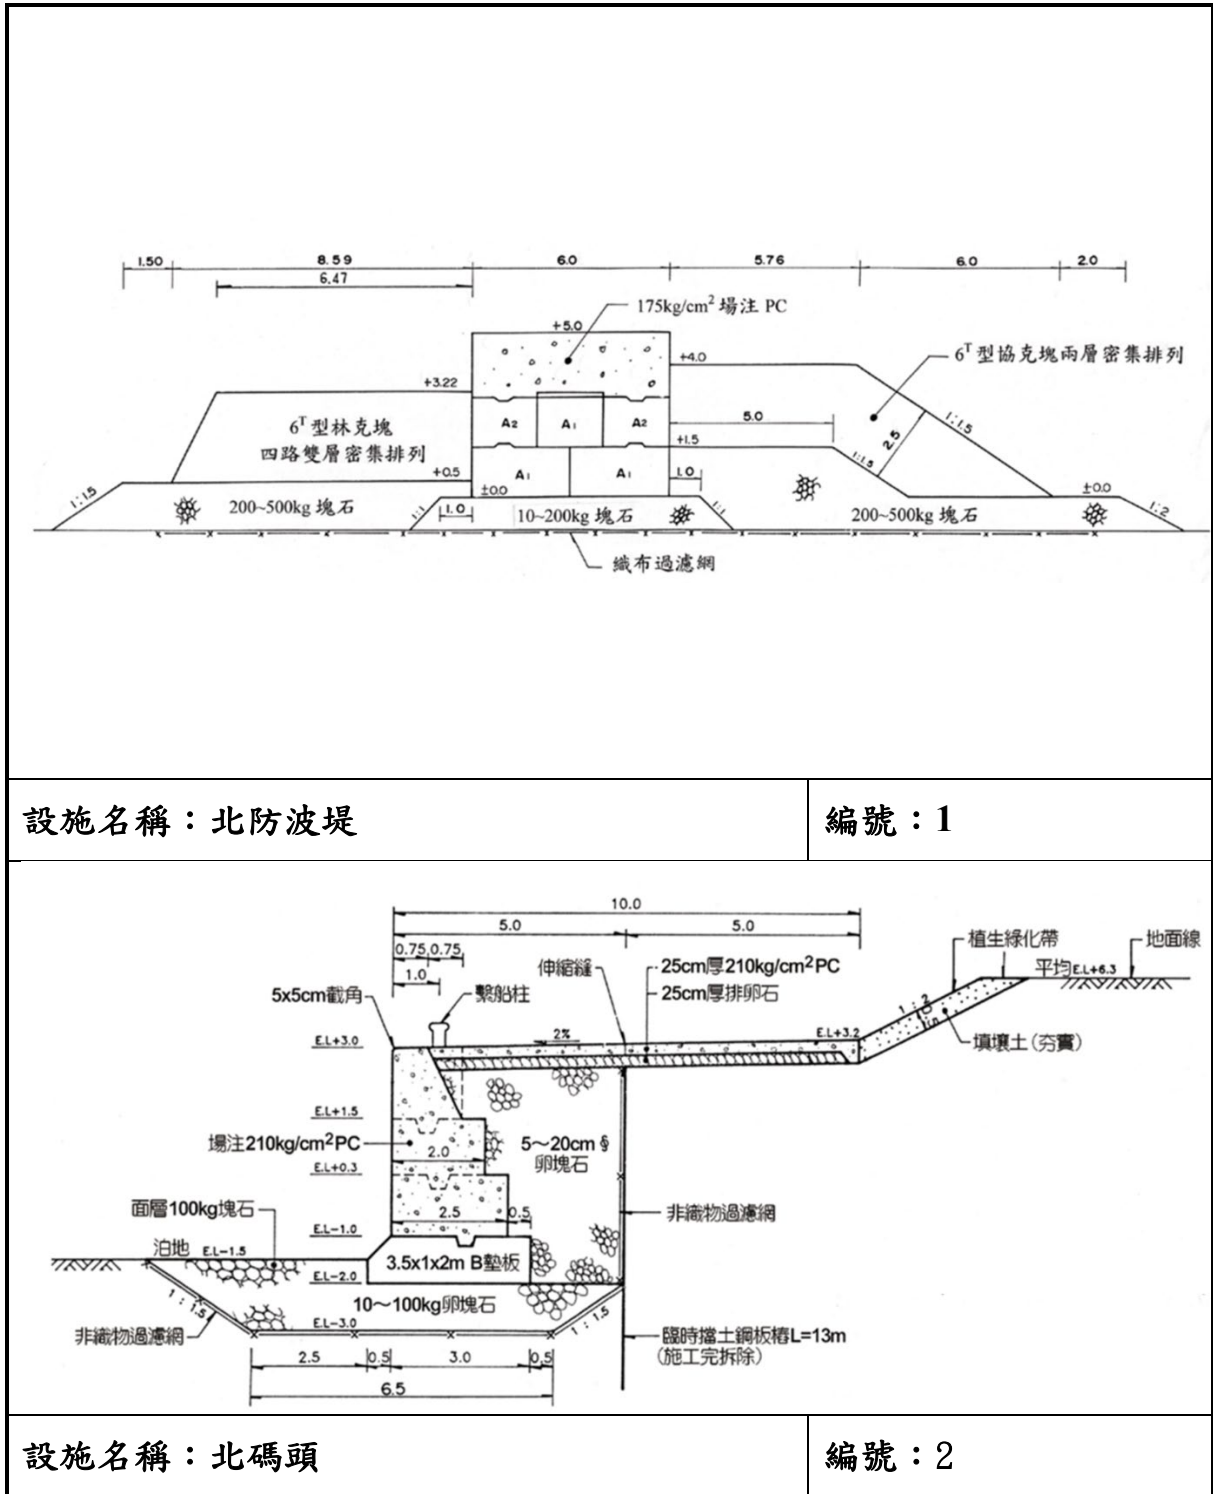 1.50 8.59 6.0 5.76 6.0 2.0
6.47
175kg/cm² 場注 PC
+5.0
+4.0
6ᵀ 型協克塊兩層密集排列
+3.22
A2 A1 A2
5.0
1:1.5
2.5
6ᵀ 型林克塊
四路雙層密集排列
+1.5
1:1.5
+0.5
A1 A1
1.0
±0.0
±0.0
1:1.5
200~500kg 塊石
1:1
1.0
10~200kg 塊石
1:1
200~500kg 塊石
1:2
織布過濾網
設施名稱：北防波堤
編號：1
10.0
5.0 5.0
0.75 0.75
1.0
伸縮縫
25cm厚210kg/cm²PC
25cm厚排卵石
植生綠化帶
地面線
平均E.L+6.3
5x5cm截角
繫船柱
1:2
0.5
E.L+3.0
2%
E.L+3.2
填壤土(夯實)
E.L+1.5
場注210kg/cm²PC
2.0
5～20cm §
卵塊石
E.L+0.3
面層100kg塊石
2.5 0.5
非織物過濾網
E.L-1.0
泊地 E.L-1.5
3.5x1x2m B墊板
E.L-2.0
10～100kg卵塊石
1:1.5
1:1.5
E.L-3.0
非織物過濾網
臨時擋土鋼板樁L=13m
(施工完拆除)
2.5 0.5 3.0 0.5
6.5
設施名稱：北碼頭
編號：2